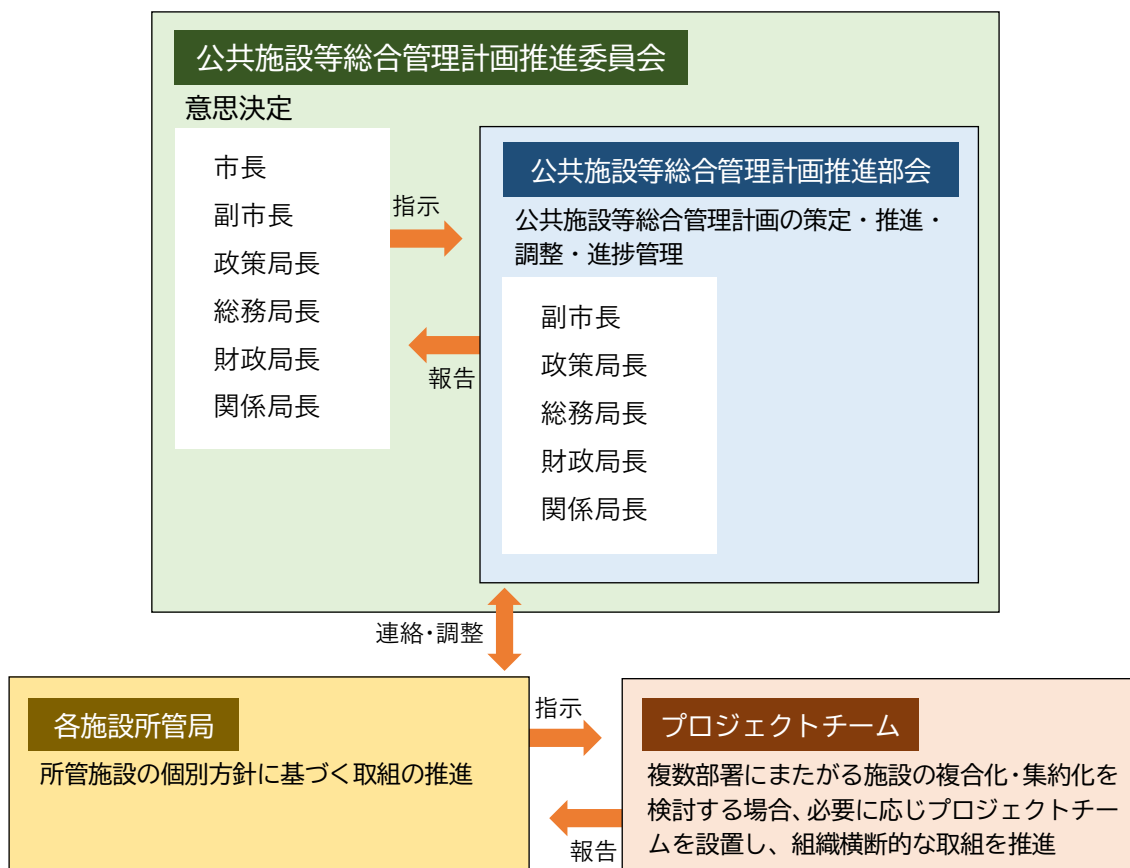 公共施設等総合管理計画推進委員会
意思決定
市長
副市長
政策局長
総務局長
財政局長
関係局長
指示
報告
公共施設等総合管理計画推進部会
公共施設等総合管理計画の策定・推進・
調整・進捗管理
副市長
政策局長
総務局長
財政局長
関係局長
連絡・調整
各施設所管局
所管施設の個別方針に基づく取組の推進
指示
報告
プロジェクトチーム
複数部署にまたがる施設の複合化・集約化を
検討する場合、必要に応じプロジェクトチー
ムを設置し、組織横断的な取組を推進